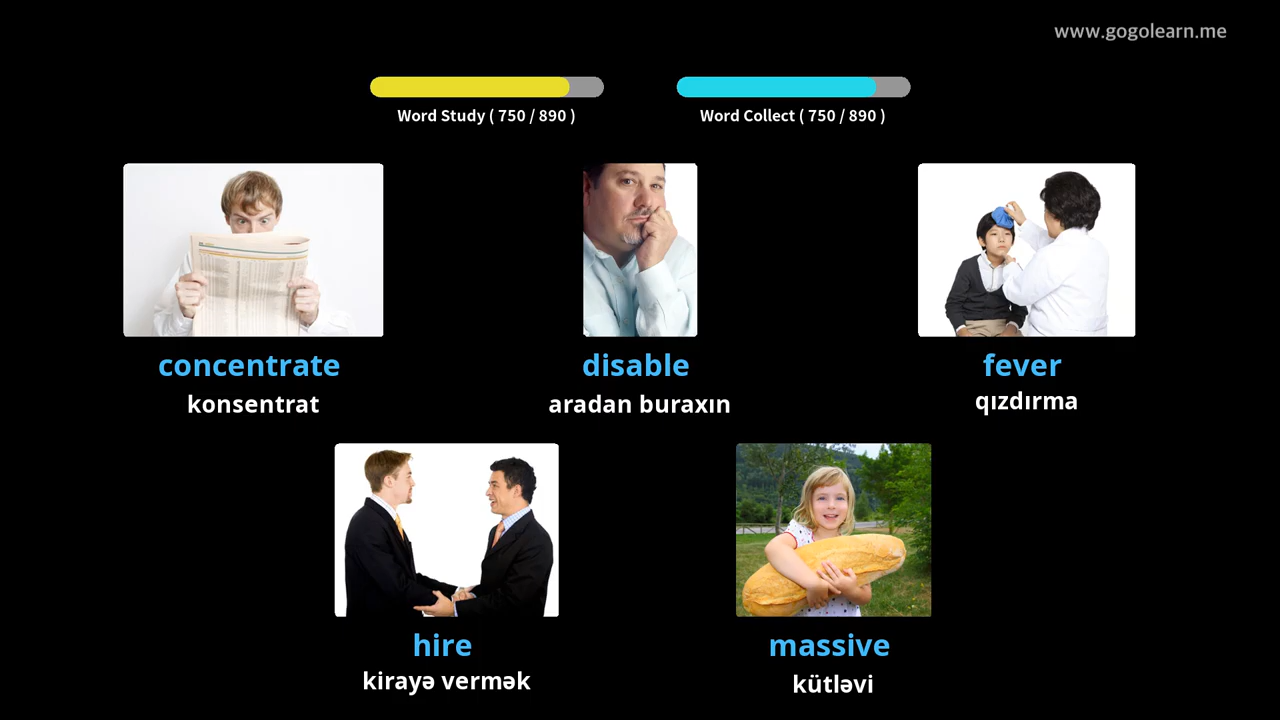 www.gogolearn.me
Word Study ( 750 / 890 )
Word Collect ( 750 / 890 )
concentrate
konsentrat
disable
aradan buraxın
fever
qızdırma
hire
kirayə vermək
massive
kütləvi